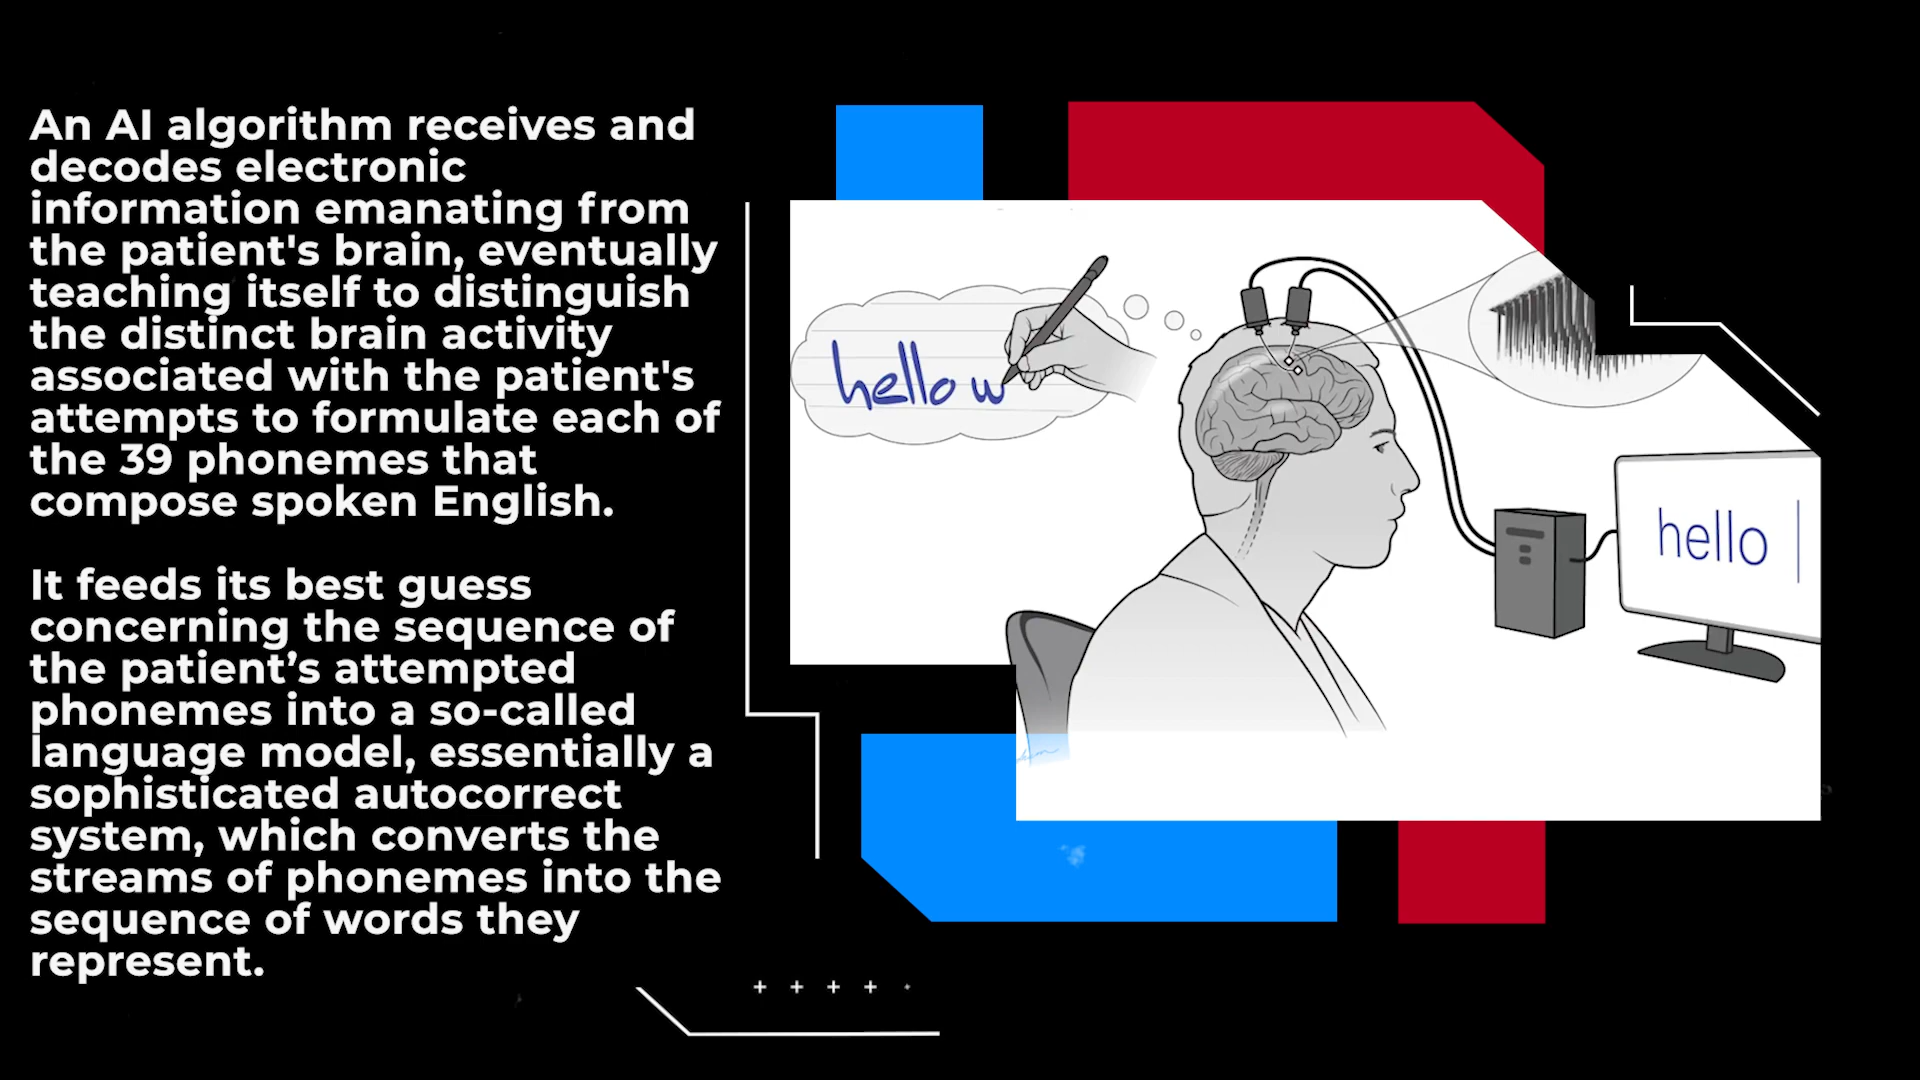 An AI algorithm receives and
decodes electronic
information emanating from
the patient's brain, eventually
teaching itself to distinguish
the distinct brain activity
associated with the patient's
attempts to formulate each of
the 39 phonemes that
compose spoken English.
It feeds its best guess
concerning the sequence of
the patient’s attempted
phonemes into a so-called
language model, essentially a
sophisticated autocorrect
system, which converts the
streams of phonemes into the
sequence of words they
represent.
hello w
hello